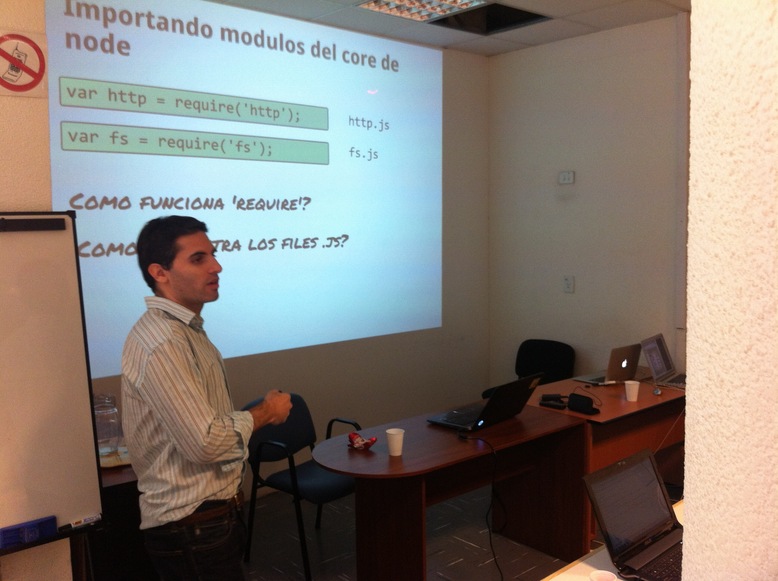 Importando modulos del core de
node
var http = require('http');
http.js
var fs = require('fs');
fs.js
COMO FUNCIONA 'REQUIRE'?
COMO TRA LOS FILES .JS?